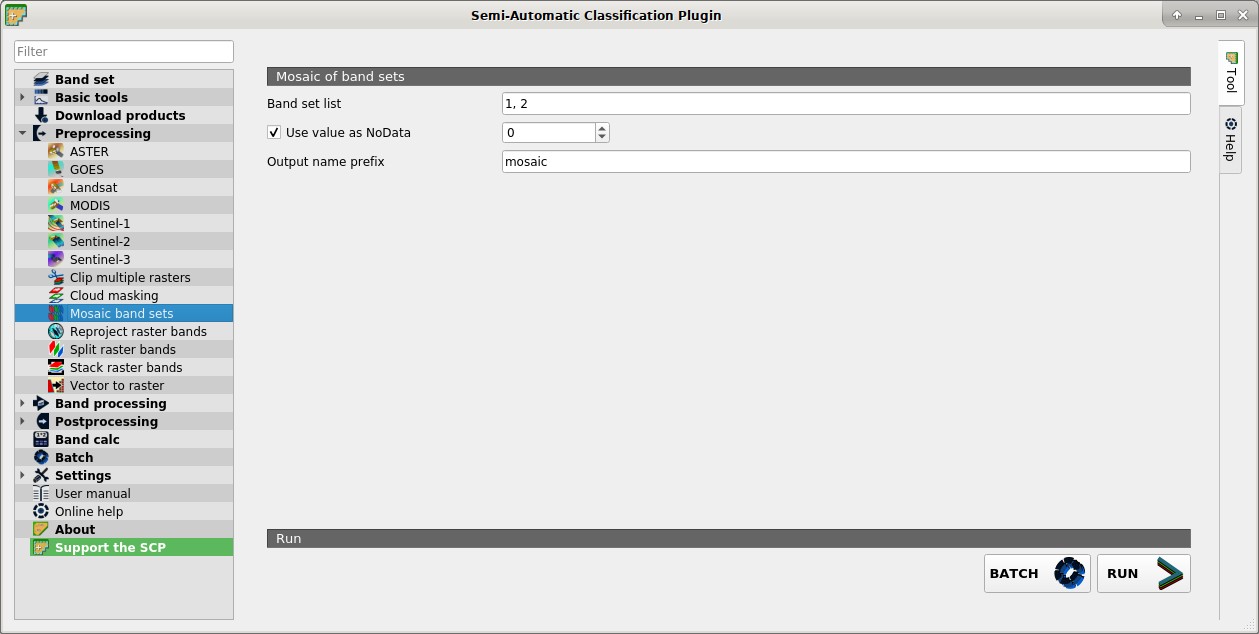 Semi-Automatic Classification Plugin
Filter
Band set
Basic tools
Download products
Preprocessing
ASTER
GOES
Landsat
MODIS
Sentinel-1
Sentinel-2
Sentinel-3
Clip multiple rasters
Cloud masking
Mosaic band sets
Reproject raster bands
Split raster bands
Stack raster bands
Vector to raster
Band processing
Postprocessing
Band calc
Batch
Settings
User manual
Online help
About
Support the SCP
Mosaic of band sets
Band set list 1, 2
Use value as NoData 0
Output name prefix mosaic
Run
BATCH RUN
Tool
Help